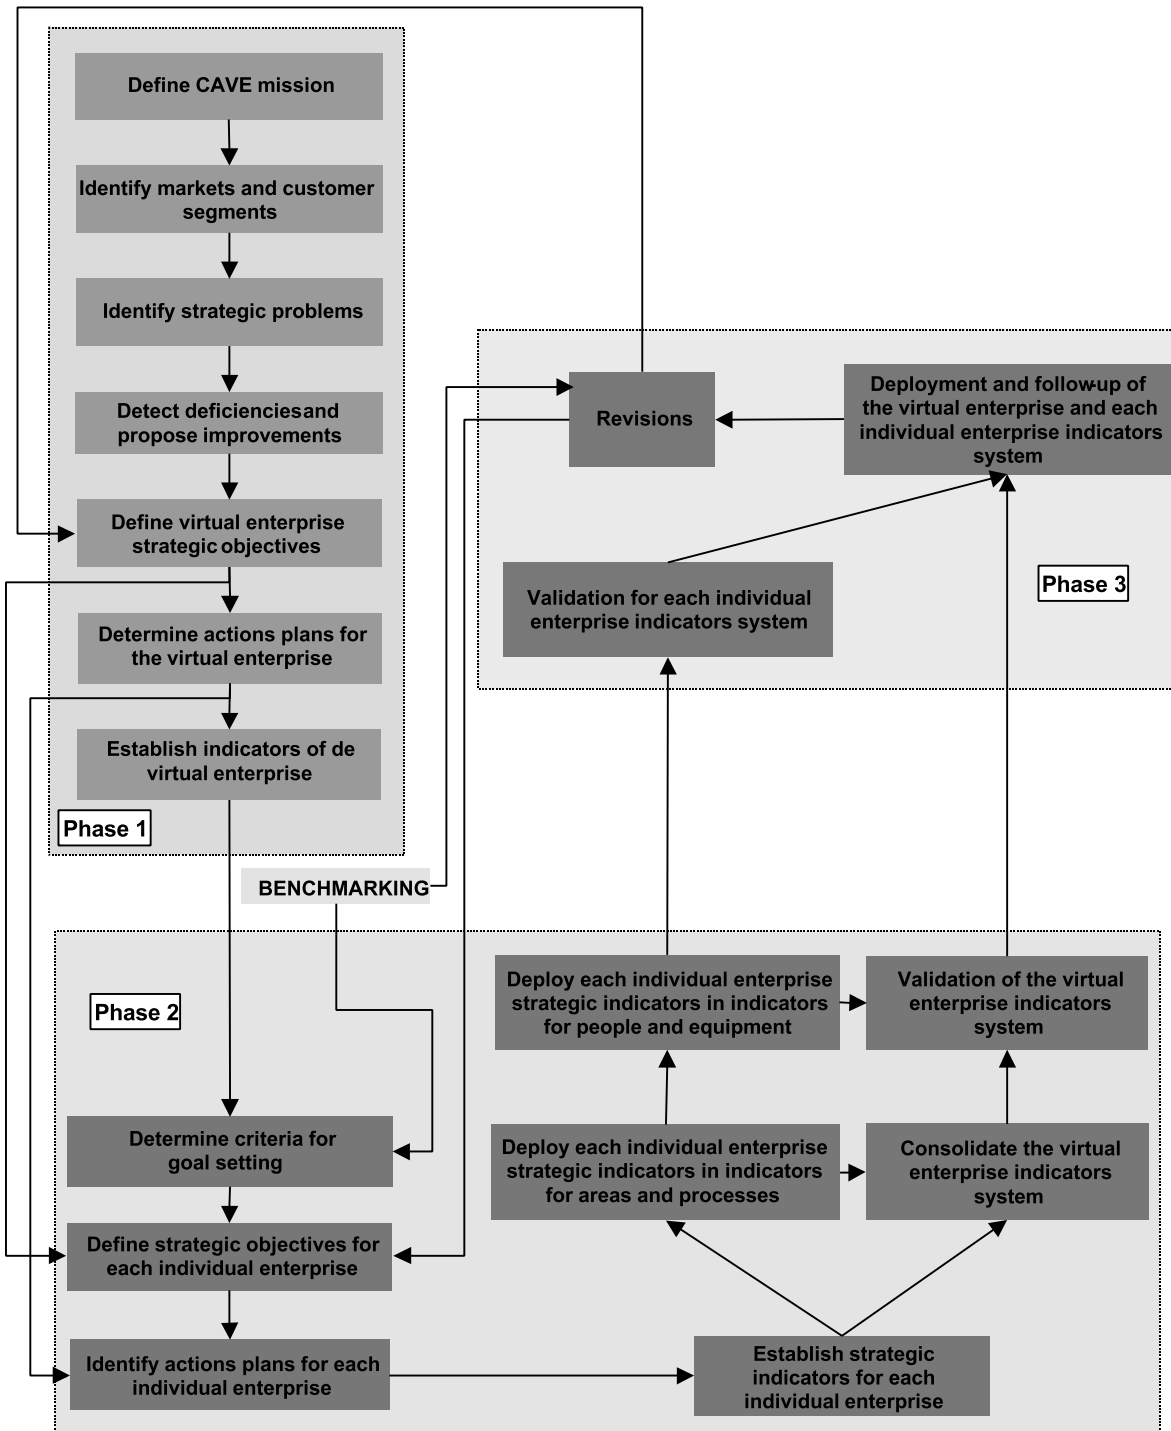 Define CAVE mission
Identify markets and customer
segments
Identify strategic problems
Detect deficiencies and
propose improvements
Define virtual enterprise
strategic objectives
Determine actions plans for
the virtual enterprise
Establish indicators of de
virtual enterprise
Phase 1
Revisions
Deployment and follow-up of
the virtual enterprise and each
individual enterprise indicators
system
Validation for each individual
enterprise indicators system
Phase 3
BENCHMARKING
Phase 2
Determine criteria for
goal setting
Define strategic objectives for
each individual enterprise
Identify actions plans for each
individual enterprise
Deploy each individual enterprise
strategic indicators in indicators
for people and equipment
Validation of the virtual
enterprise indicators
system
Deploy each individual enterprise
strategic indicators in indicators
for areas and processes
Consolidate the virtual
enterprise indicators
system
Establish strategic
indicators for each
individual enterprise